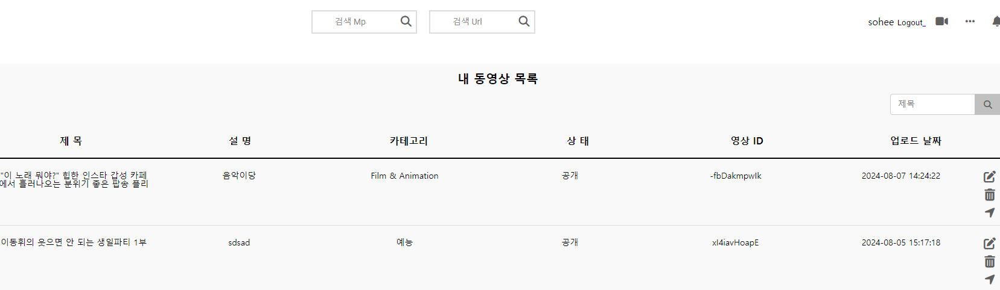 검색 Mp 검색 Url sohee Logout_
내 동영상 목록
제목
제 목 설 명 카테고리 상 태 영상 ID 업로드 날짜
"이 노래 뭐야?" 힙한 인스타 갑성 카페 음악이당 Film & Animation 공개 -fbDakmpwIk 2024-08-07 14:24:22
에서 흘러나오는 분위기 좋은 팝송 플리
이동휘의 웃으면 안 되는 생일파티 1부 sdsad 예능 공개 xI4iavHoapE 2024-08-05 15:17:18